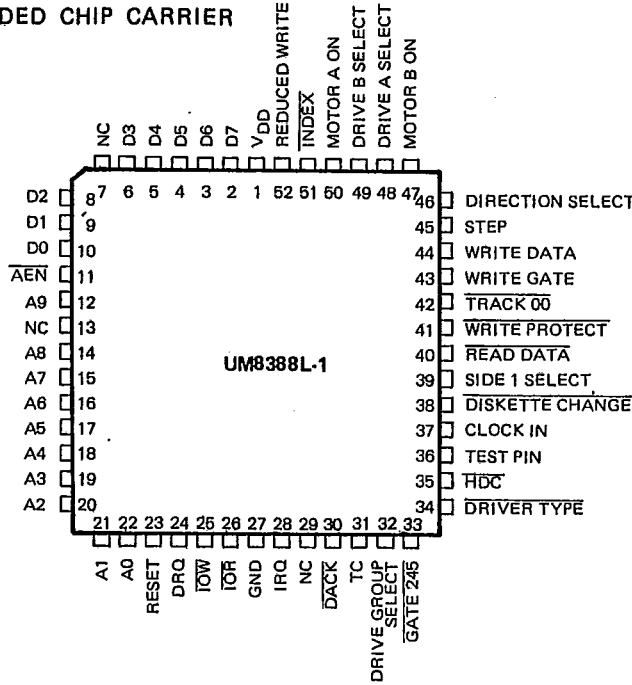 DED CHIP CARRIER
NC
D3
D4
D5
D6
D7
VDD
REDUCED WRITE
INDEX
MOTOR A ON
DRIVE B SELECT
DRIVE A SELECT
MOTOR B ON
7 6 5 4 3 2 1 52 51 50 49 48 47
D2 8
D1 9
D0 10
AEN 11
A9 12
NC 13
A8 14
A7 15
A6 16
A5 17
A4 18
A3 19
A2 20
UM8388L-1
46 DIRECTION SELECT
45 STEP
44 WRITE DATA
43 WRITE GATE
42 TRACK 00
41 WRITE PROTECT
40 READ DATA
39 SIDE 1 SELECT
38 DISKETTE CHANGE
37 CLOCK IN
36 TEST PIN
35 HDC
34 DRIVER TYPE
21 22 23 24 25 26 27 28 29 30 31 32 33
A1
A0
RESET
DRQ
IOW
IOR
GND
IRQ
NC
DACK
TC
DRIVE GROUP
SELECT
GATE 245